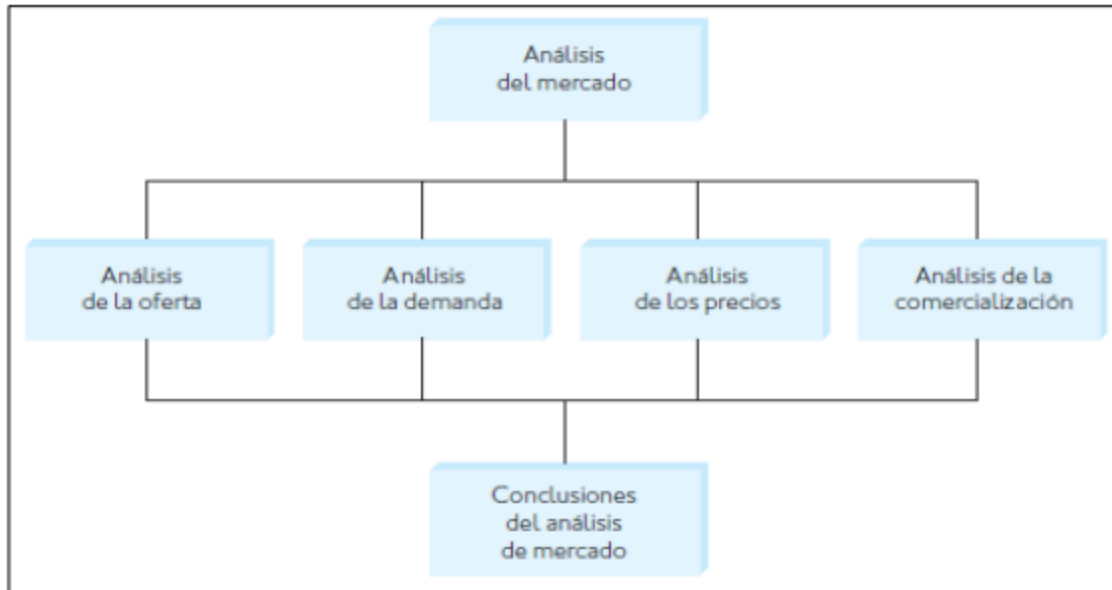 Análisis
del mercado
Análisis
de la oferta
Análisis
de la demanda
Análisis
de los precios
Análisis de la
comercialización
Conclusiones
del análisis
de mercado